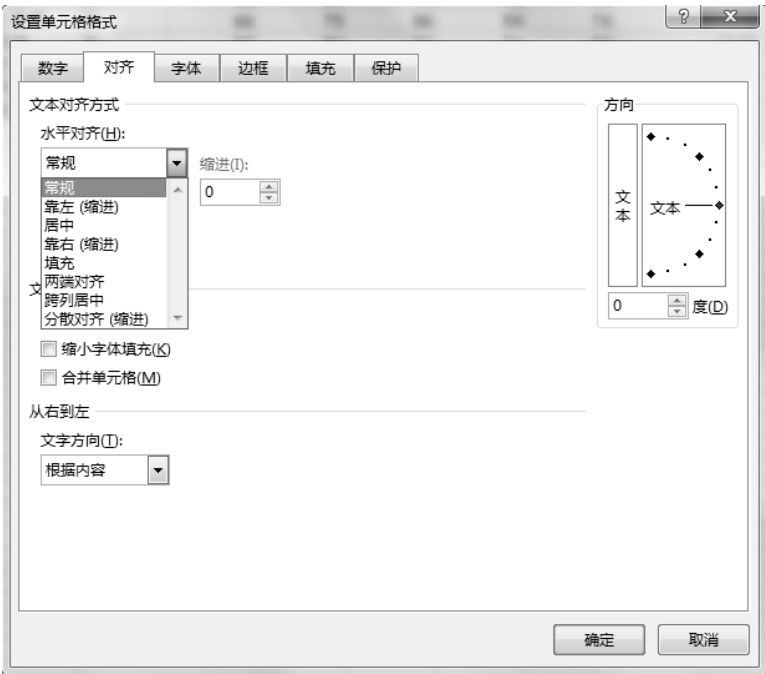 设置单元格格式
数字 对齐 字体 边框 填充 保护
文本对齐方式
方向
水平对齐(H):
常规
缩进(I):
0
常规
靠左 (缩进)
居中
靠右 (缩进)
填充
两端对齐
跨列居中
分散对齐 (缩进)
文
文本
文本
0 度(D)
缩小字体填充(K)
合并单元格(M)
从右到左
文字方向(T):
根据内容
确定 取消